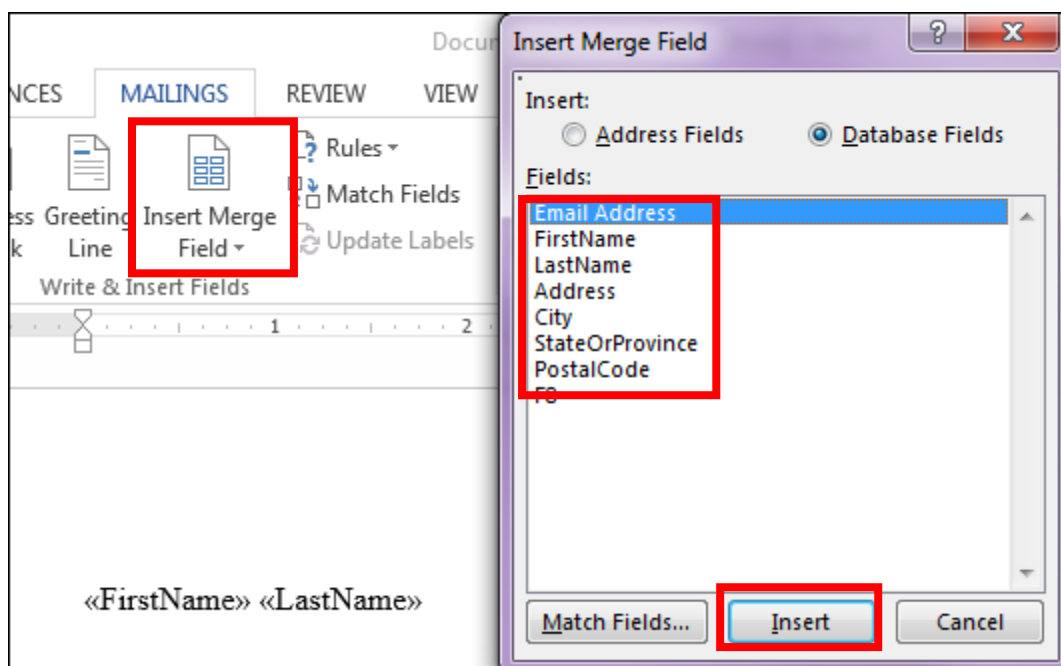 Docur
NCES MAILINGS REVIEW VIEW
Rules
Match Fields
Update Labels
ess Greeting Insert Merge
k Line Field
Write & Insert Fields
1 2
«FirstName» «LastName»
Insert Merge Field
?
Insert:
Address Fields Database Fields
Fields:
Email Address
FirstName
LastName
Address
City
StateOrProvince
PostalCode
F8
Match Fields... Insert Cancel